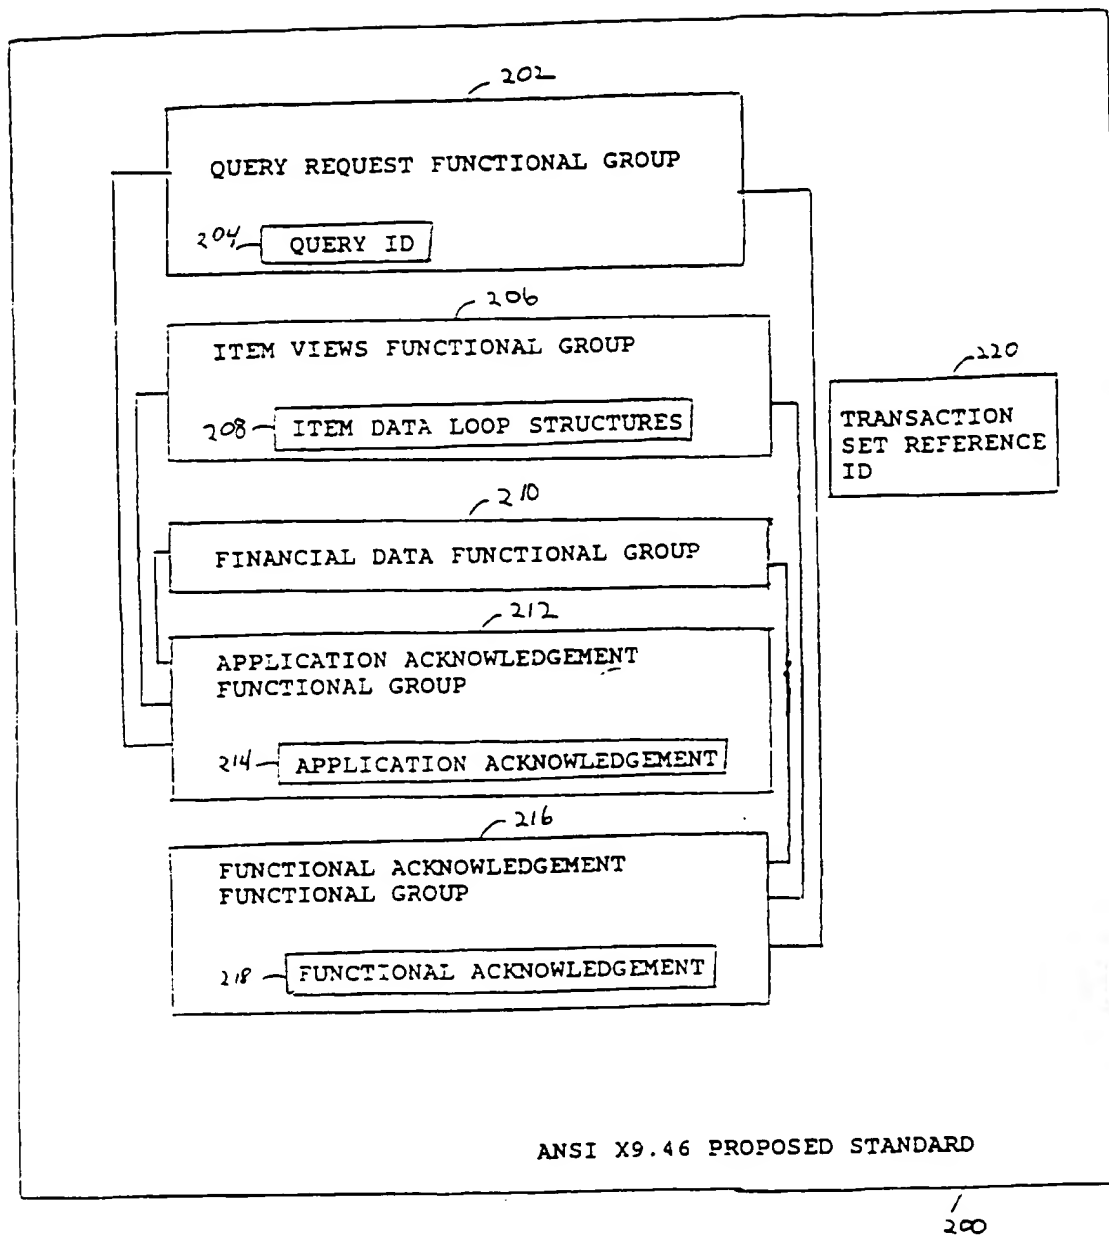 202
QUERY REQUEST FUNCTIONAL GROUP
204
QUERY ID
206
ITEM VIEWS FUNCTIONAL GROUP
208
ITEM DATA LOOP STRUCTURES
220
TRANSACTION
SET REFERENCE
ID
210
FINANCIAL DATA FUNCTIONAL GROUP
212
APPLICATION ACKNOWLEDGEMENT
FUNCTIONAL GROUP
214
APPLICATION ACKNOWLEDGEMENT
216
FUNCTIONAL ACKNOWLEDGEMENT
FUNCTIONAL GROUP
218
FUNCTIONAL ACKNOWLEDGEMENT
ANSI X9.46 PROPOSED STANDARD
200